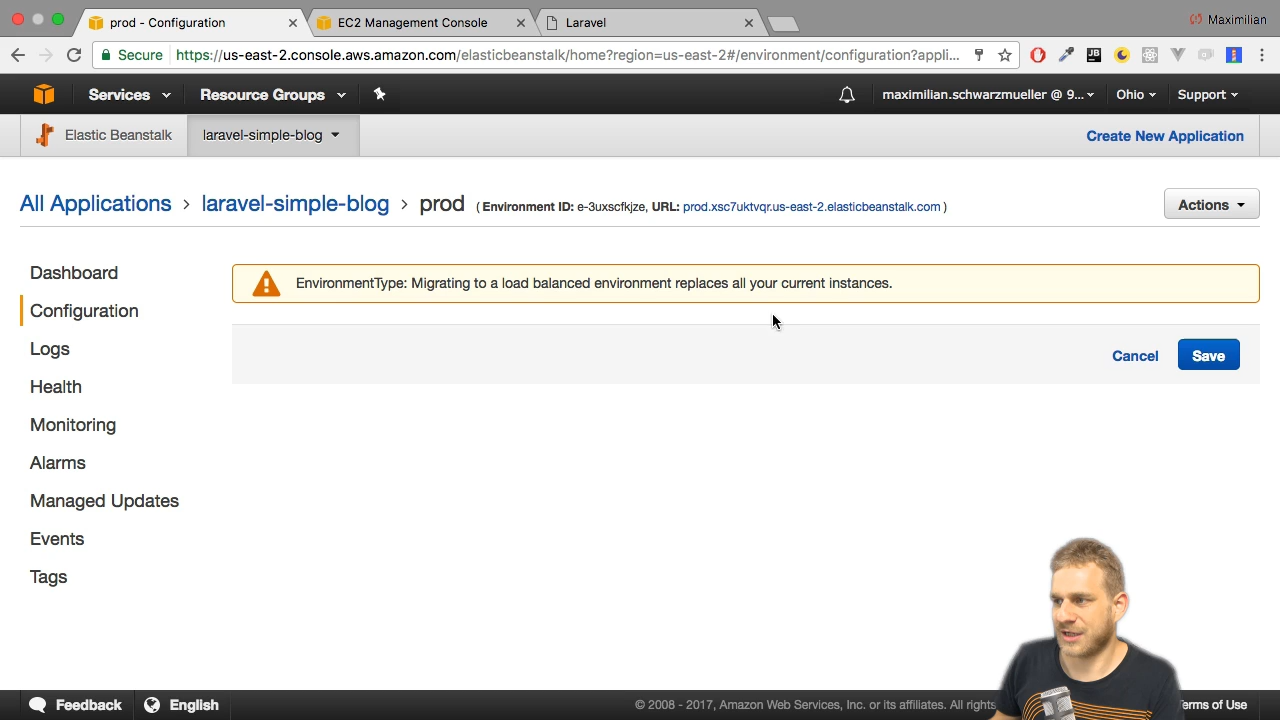 prod - Configuration
EC2 Management Console
Laravel
Maximilian
Secure
https://us-east-2.console.aws.amazon.com/elasticbeanstalk/home?region=us-east-2#/environment/configuration?appli...
Services
Resource Groups
maximilian.schwarzmueller @ 9...
Ohio
Support
Elastic Beanstalk
laravel-simple-blog
Create New Application
All Applications > laravel-simple-blog > prod ( Environment ID: e-3uxscfkjze, URL: prod.xsc7uktvqr.us-east-2.elasticbeanstalk.com )
Actions
Dashboard
Configuration
Logs
Health
Monitoring
Alarms
Managed Updates
Events
Tags
EnvironmentType: Migrating to a load balanced environment replaces all your current instances.
Cancel
Save
Feedback
English
© 2008 - 2017, Amazon Web Services, Inc. or its affiliates. All rights
erms of Use